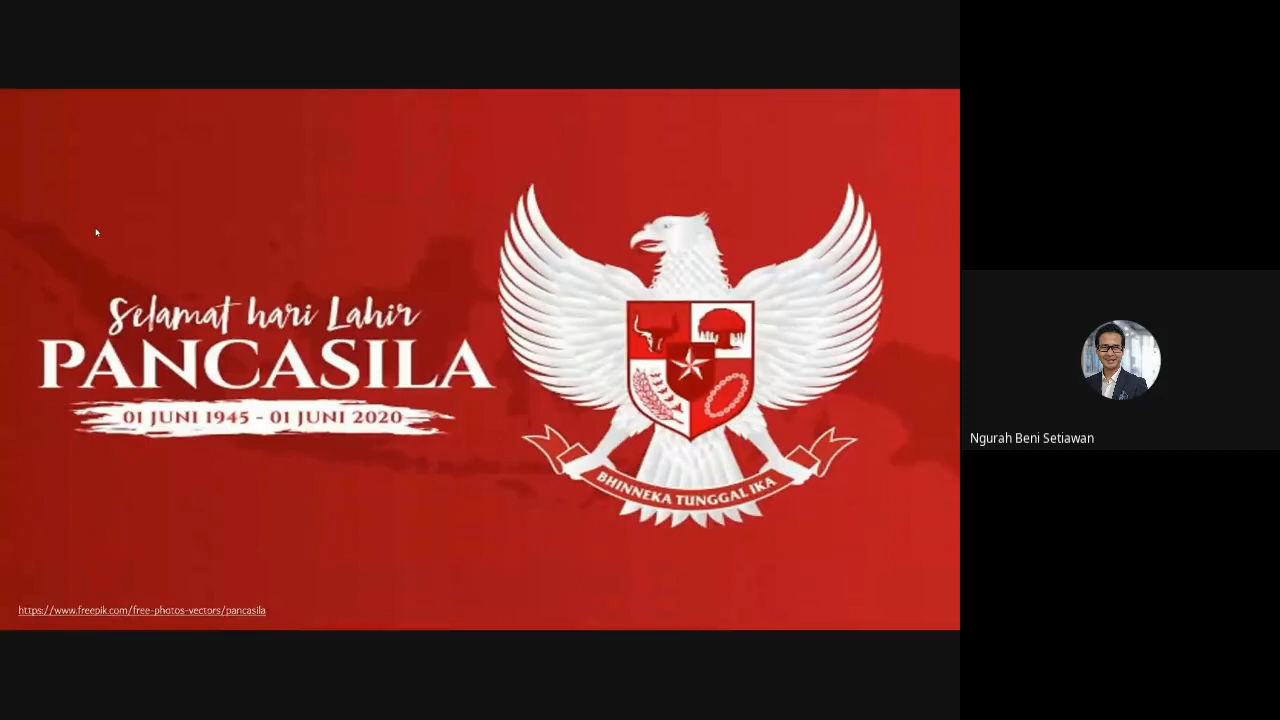 Selamat hari Lahir
PANCASILA
01 JUNI 1945 - 01 JUNI 2020
BHINNEKA TUNGGAL IKA
https://www.freepik.com/free-photos-vectors/pancasila
Ngurah Beni Setiawan